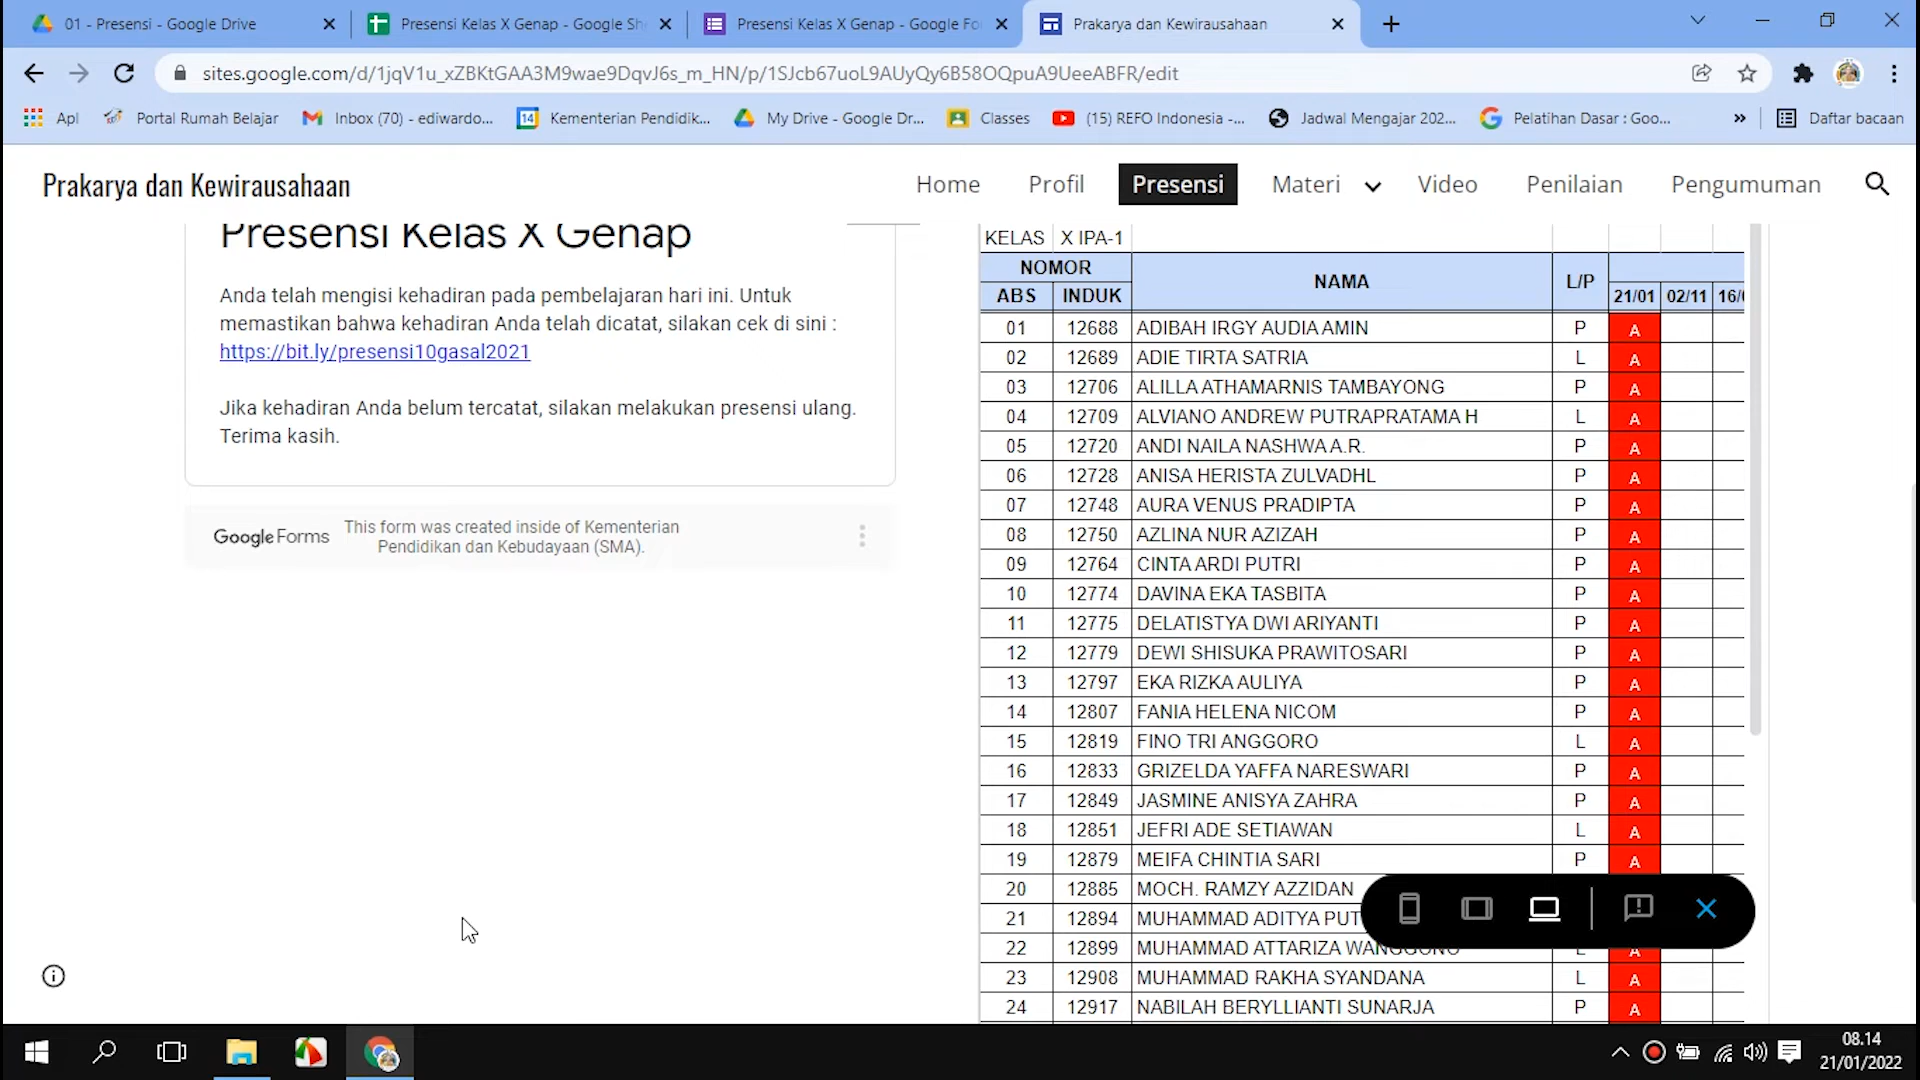 01 - Presensi - Google Drive
Presensi Kelas X Genap - Google She
Presensi Kelas X Genap - Google Fo
Prakarya dan Kewirausahaan
sites.google.com/d/1jqV1u_xZBKtGAA3M9wae9DqvJ6s_m_HN/p/1SJcb67uoL9AUyQy6B58OQpuA9UeeABFR/edit
Apl
Portal Rumah Belajar
Inbox (70) - ediwardo...
14
Kementerian Pendidik...
My Drive - Google Dr...
Classes
(15) REFO Indonesia -...
Jadwal Mengajar 202...
Pelatihan Dasar : Goo...
Daftar bacaan
Prakarya dan Kewirausahaan
Home
Profil
Presensi
Materi
Video
Penilaian
Pengumuman
Presensi Kelas X Genap
Anda telah mengisi kehadiran pada pembelajaran hari ini. Untuk
memastikan bahwa kehadiran Anda telah dicatat, silakan cek di sini :
https://bit.ly/presensi10gasal2021
Jika kehadiran Anda belum tercatat, silakan melakukan presensi ulang.
Terima kasih.
Google Forms
This form was created inside of Kementerian
Pendidikan dan Kebudayaan (SMA).
KELAS X IPA-1
NOMOR NAMA L/P
ABS INDUK 21/01 02/11 16/
01 12688 ADIBAH IRGY AUDIA AMIN P A
02 12689 ADIE TIRTA SATRIA L A
03 12706 ALILLA ATHAMARNIS TAMBAYONG P A
04 12709 ALVIANO ANDREW PUTRAPRATAMA H L A
05 12720 ANDI NAILA NASHWA A.R. P A
06 12728 ANISA HERISTA ZULVADHL P A
07 12748 AURA VENUS PRADIPTA P A
08 12750 AZLINA NUR AZIZAH P A
09 12764 CINTA ARDI PUTRI P A
10 12774 DAVINA EKA TASBITA P A
11 12775 DELATISTYA DWI ARIYANTI P A
12 12779 DEWI SHISUKA PRAWITOSARI P A
13 12797 EKA RIZKA AULIYA P A
14 12807 FANIA HELENA NICOM P A
15 12819 FINO TRI ANGGORO L A
16 12833 GRIZELDA YAFFA NARESWARI P A
17 12849 JASMINE ANISYA ZAHRA P A
18 12851 JEFRI ADE SETIAWAN L A
19 12879 MEIFA CHINTIA SARI P A
20 12885 MOCH. RAMZY AZZIDAN
21 12894 MUHAMMAD ADITYA PUT
22 12899 MUHAMMAD ATTARIZA WANGGONO L A
23 12908 MUHAMMAD RAKHA SYANDANA L A
24 12917 NABILAH BERYLLIANTI SUNARJA P A
08.14
21/01/2022